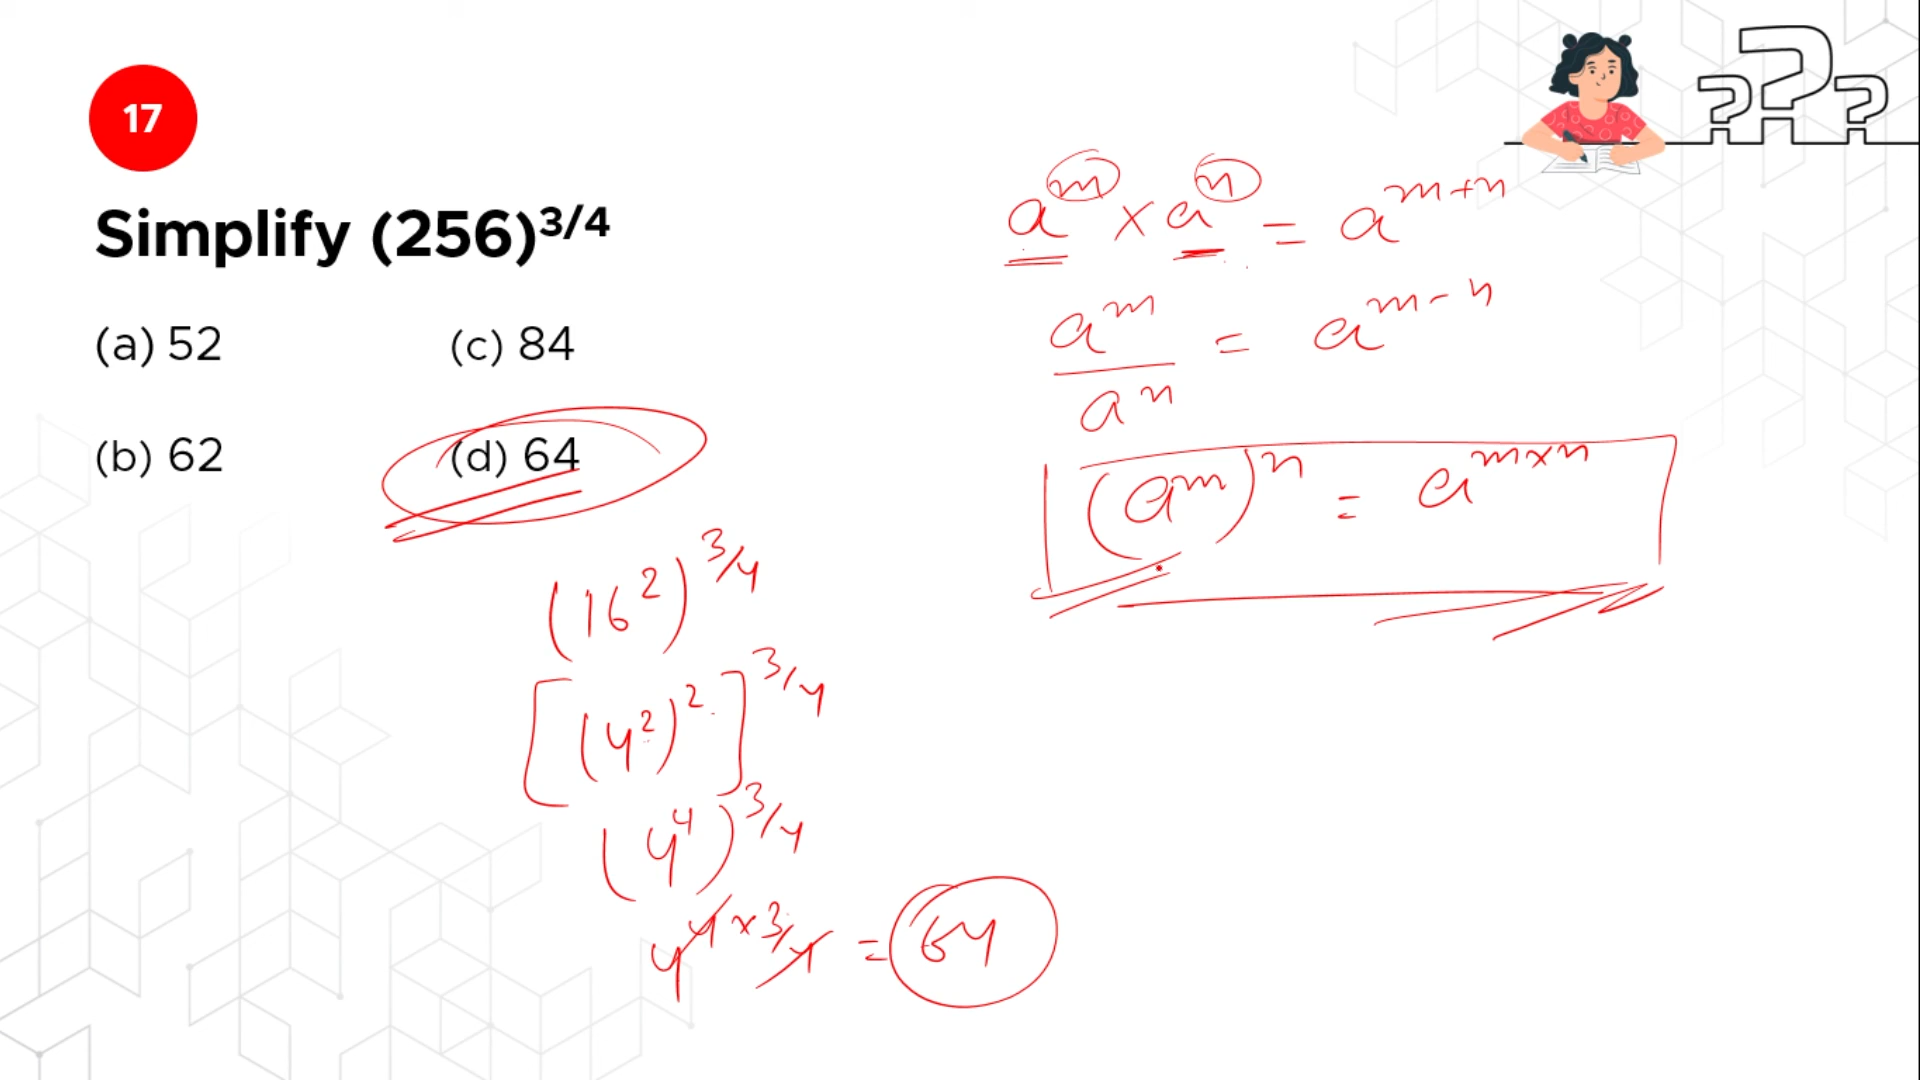 17
Simplify (256)^3/4
(a) 52
(c) 84
(b) 62
(d) 64
a^m × a^n = a^m+n
a^m/a^n = a^m-n
(a^m)^n = a^m×n
(16^2)^3/4
[(4^2)^2]^3/4
(4^4)^3/4
4^4×3/4 = 64
???